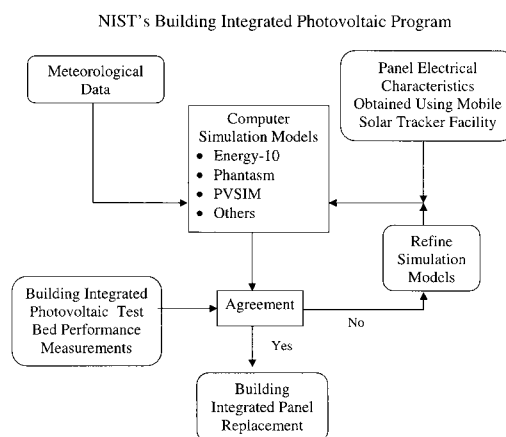 NIST's Building Integrated Photovoltaic Program
Meteorological
Data
Panel Electrical
Characteristics
Obtained Using Mobile
Solar Tracker Facility
Computer
Simulation Models
• Energy-10
• Phantasm
• PVSIM
• Others
Refine
Simulation
Models
Building Integrated
Photovoltaic Test
Bed Performance
Measurements
Agreement
No
Yes
Building
Integrated Panel
Replacement